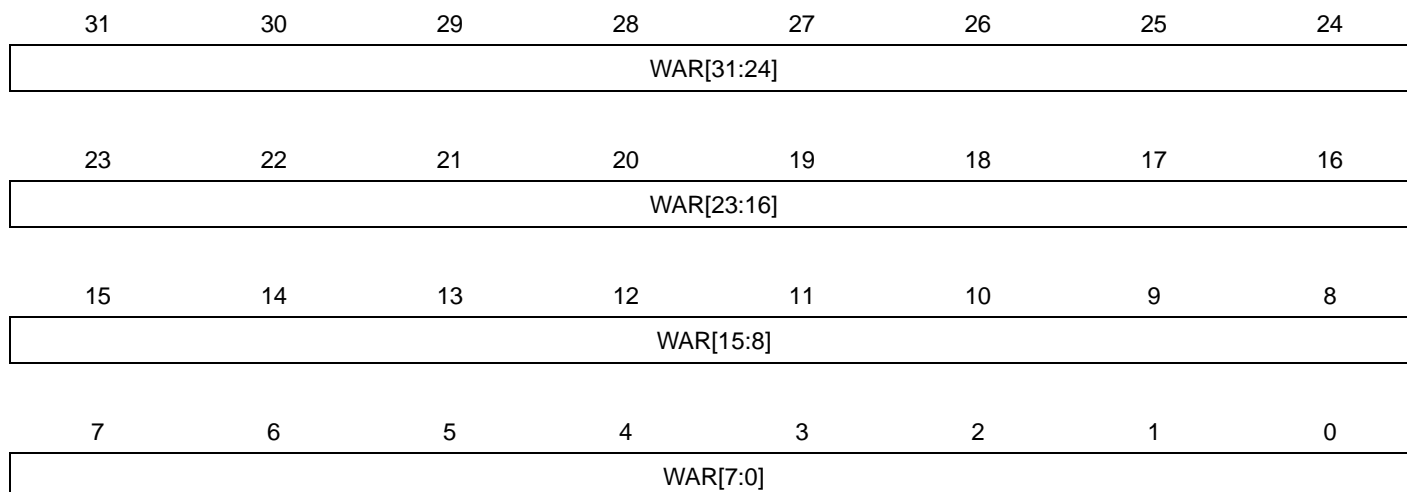 31 30 29 28 27 26 25 24
WAR[31:24]
23 22 21 20 19 18 17 16
WAR[23:16]
15 14 13 12 11 10 9 8
WAR[15:8]
7 6 5 4 3 2 1 0
WAR[7:0]